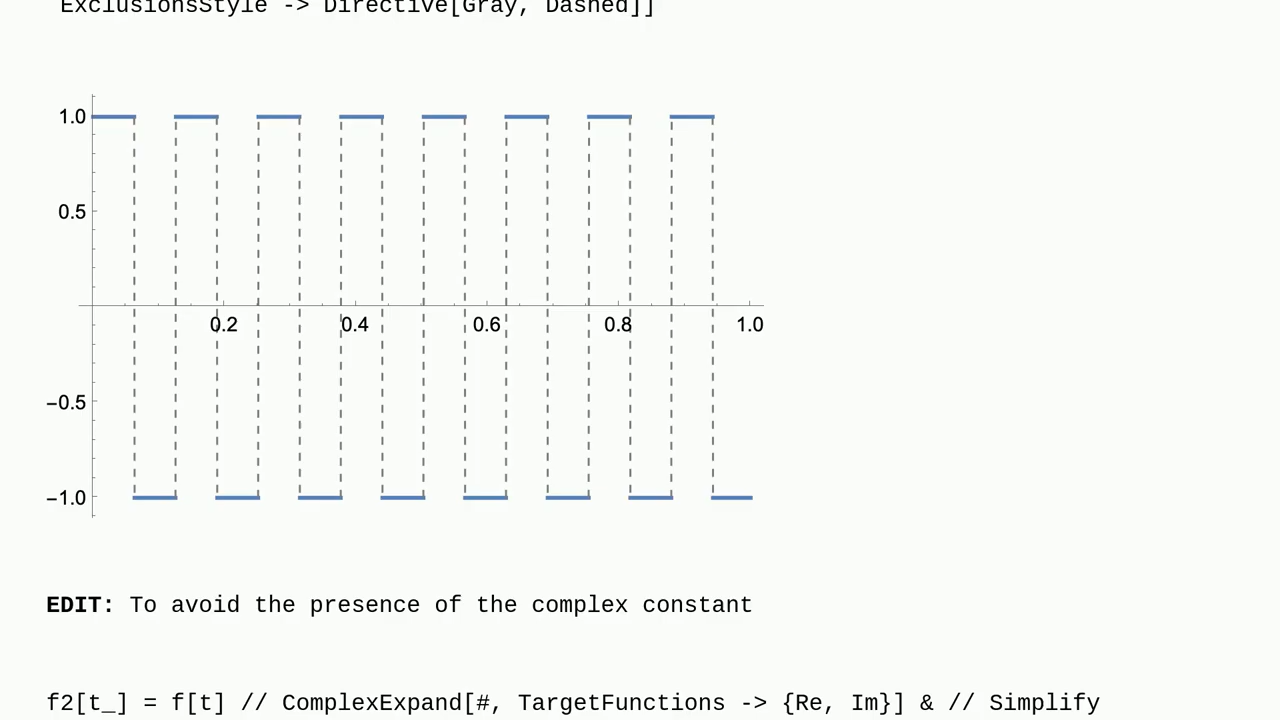 ExclusionsStyle -> Directive[Gray, Dashed]]
1.0
0.5
0.2 0.4 0.6 0.8 1.0
−0.5
−1.0
EDIT: To avoid the presence of the complex constant
f2[t_] = f[t] // ComplexExpand[#, TargetFunctions -> {Re, Im}] & // Simplify